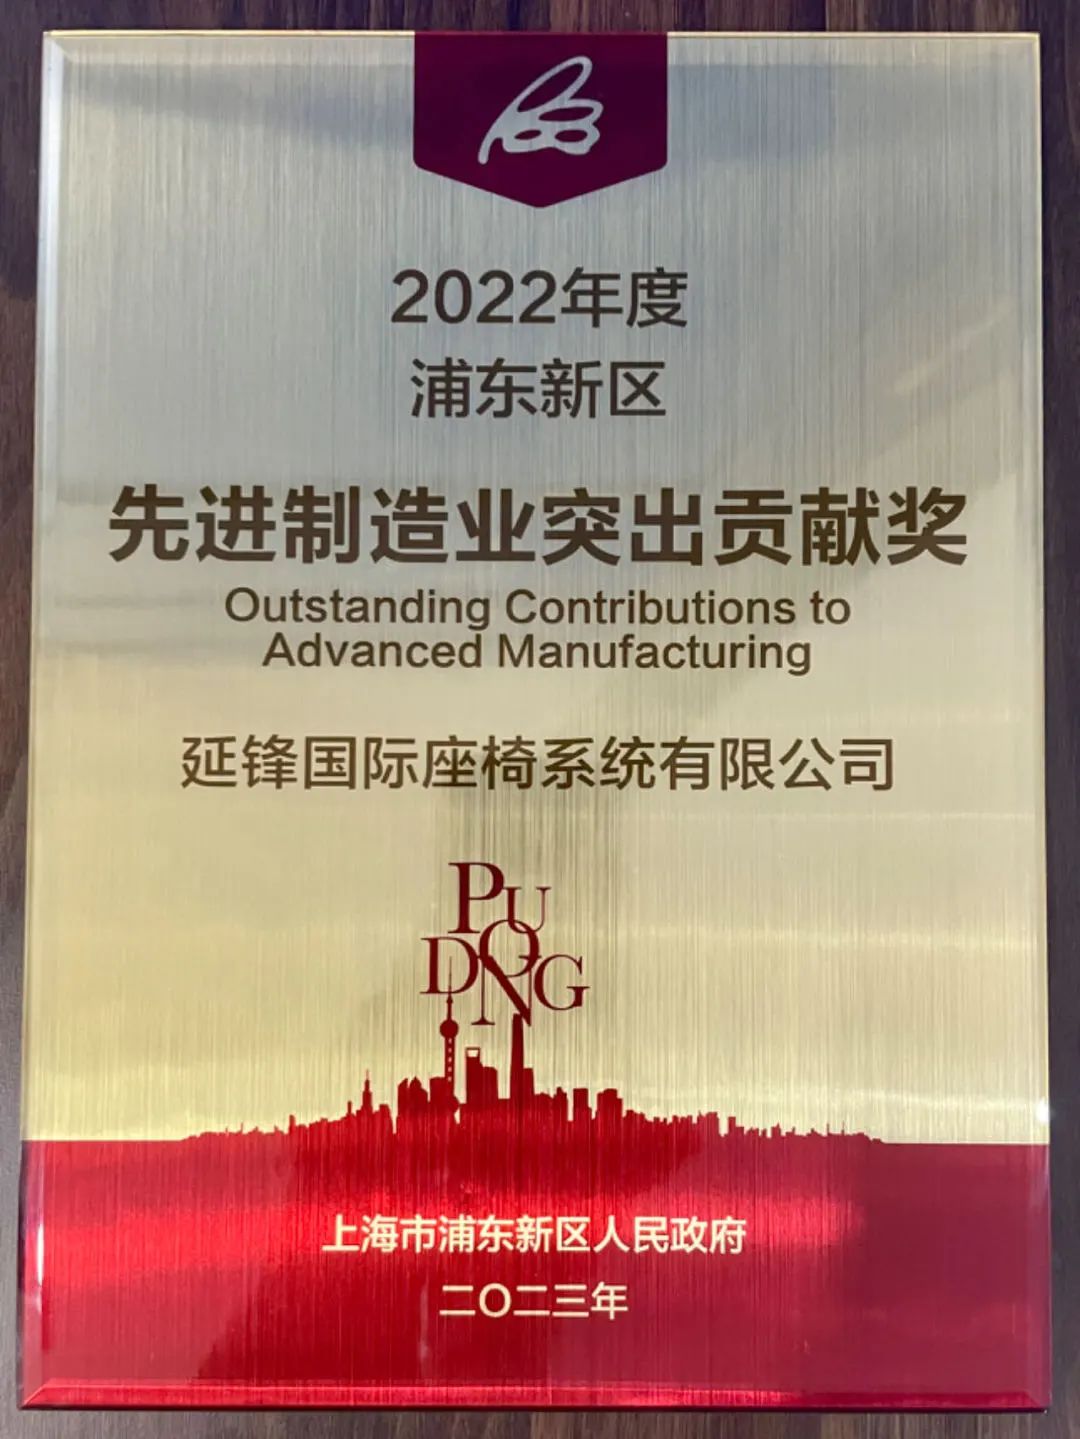 2022年度
浦东新区
先进制造业突出贡献奖
Outstanding Contributions to
Advanced Manufacturing
延锋国际座椅系统有限公司
PU
DONG
上海市浦东新区人民政府
二〇二三年